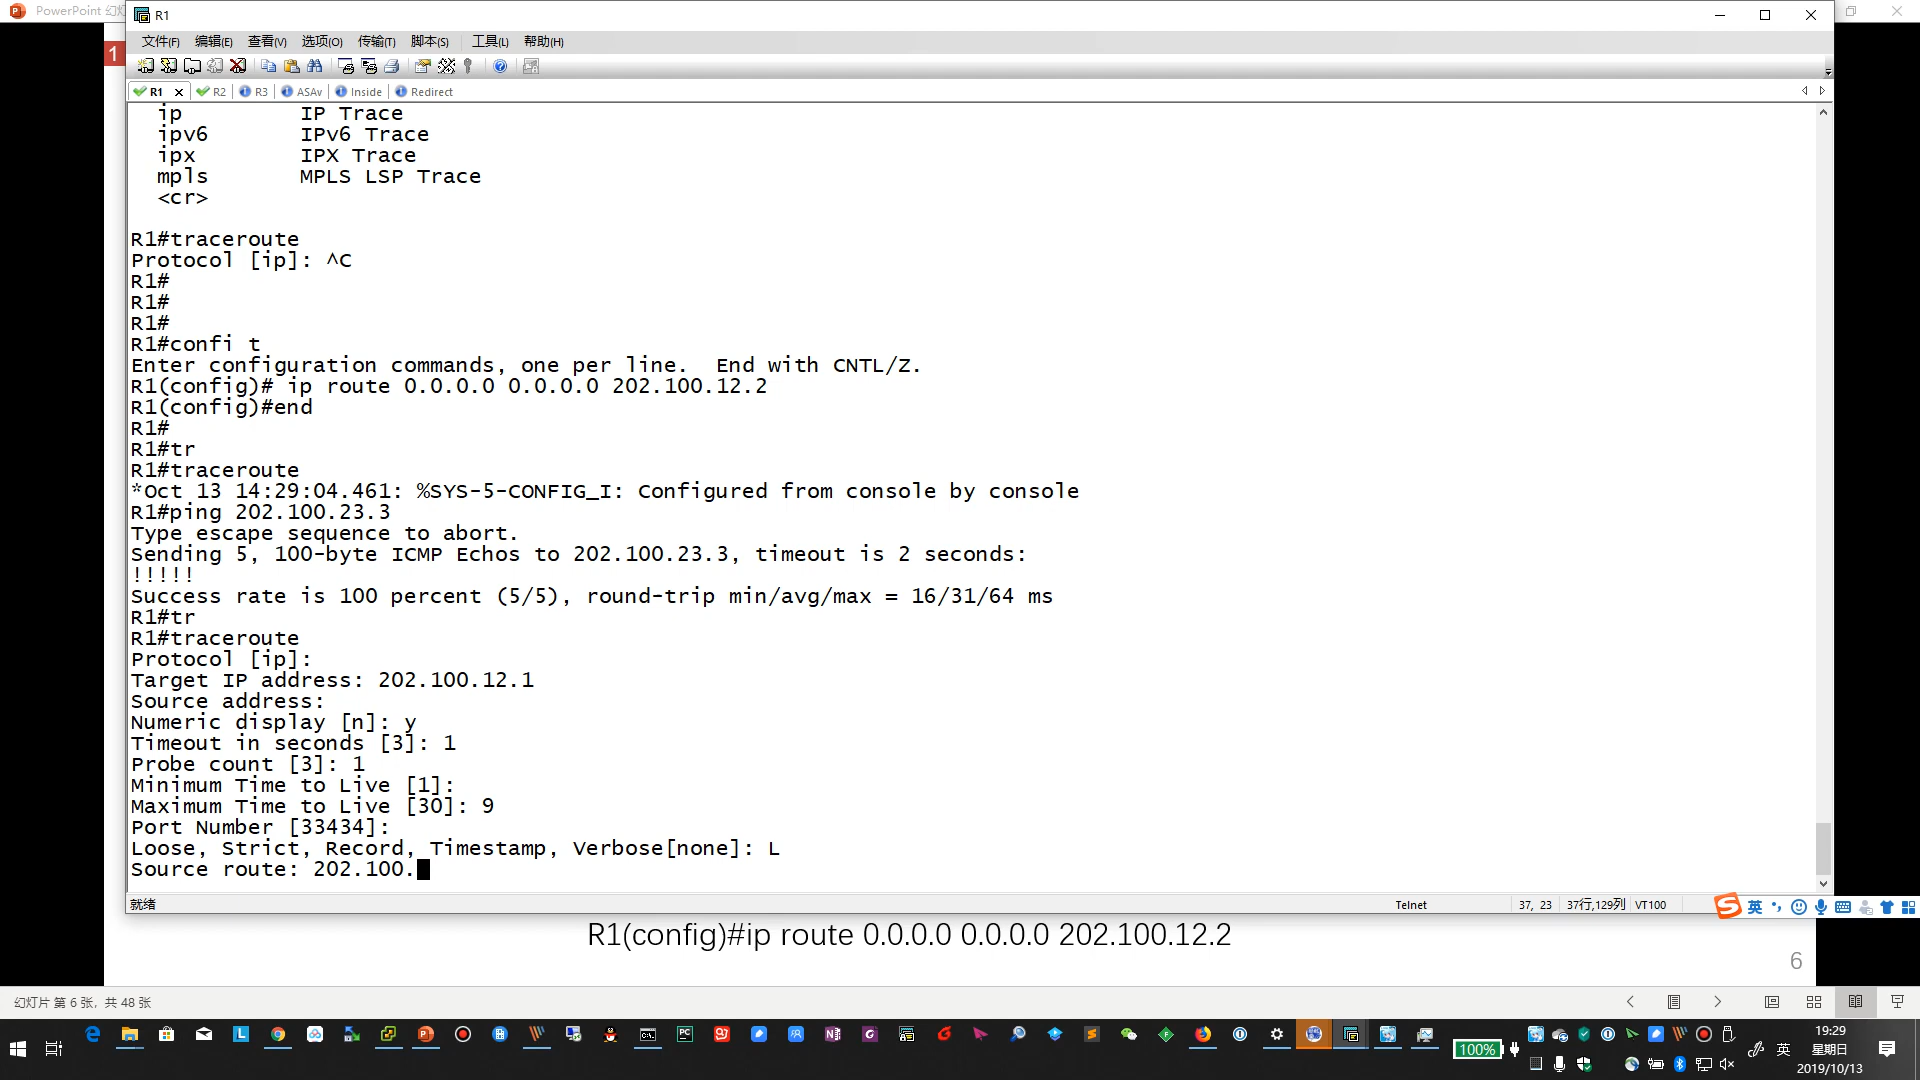 PowerPoint 幻灯
R1
文件(F) 编辑(E) 查看(V) 选项(O) 传输(T) 脚本(S) 工具(L) 帮助(H)
1
R1 R2 R3 ASAv Inside Redirect
ip IP Trace
ipv6 IPv6 Trace
ipx IPX Trace
mpls MPLS LSP Trace
<cr>
R1#traceroute
Protocol [ip]: ^C
R1#
R1#
R1#
R1#confi t
Enter configuration commands, one per line. End with CNTL/Z.
R1(config)# ip route 0.0.0.0 0.0.0.0 202.100.12.2
R1(config)#end
R1#
R1#tr
R1#traceroute
*Oct 13 14:29:04.461: %SYS-5-CONFIG_I: Configured from console by console
R1#ping 202.100.23.3
Type escape sequence to abort.
Sending 5, 100-byte ICMP Echos to 202.100.23.3, timeout is 2 seconds:
!!!!!
Success rate is 100 percent (5/5), round-trip min/avg/max = 16/31/64 ms
R1#tr
R1#traceroute
Protocol [ip]:
Target IP address: 202.100.12.1
Source address:
Numeric display [n]: y
Timeout in seconds [3]: 1
Probe count [3]: 1
Minimum Time to Live [1]:
Maximum Time to Live [30]: 9
Port Number [33434]:
Loose, Strict, Record, Timestamp, Verbose[none]: L
Source route: 202.100.
就绪 Telnet 37, 23 37行,129列 VT100 英
R1(config)#ip route 0.0.0.0 0.0.0.0 202.100.12.2
6
幻灯片 第 6 张，共 48 张
100% 英 19:29
星期日
2019/10/13